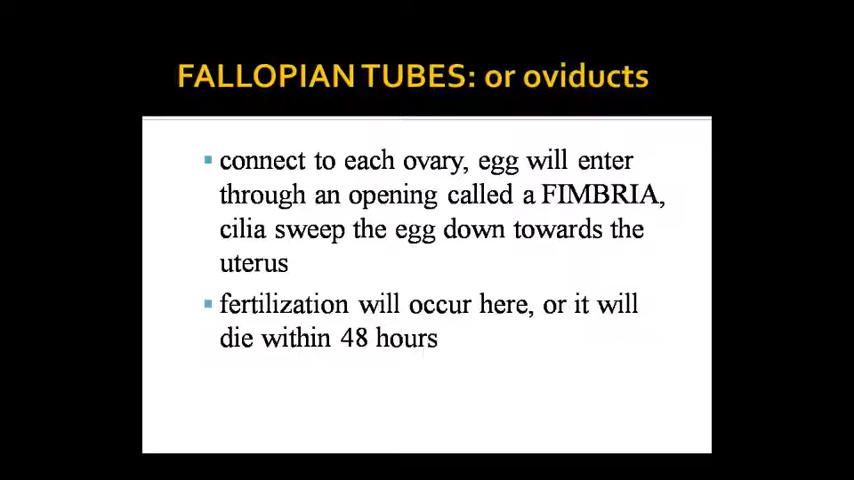 FALLOPIAN TUBES: or oviducts
▪ connect to each ovary, egg will enter
through an opening called a FIMBRIA,
cilia sweep the egg down towards the
uterus
▪ fertilization will occur here, or it will
die within 48 hours